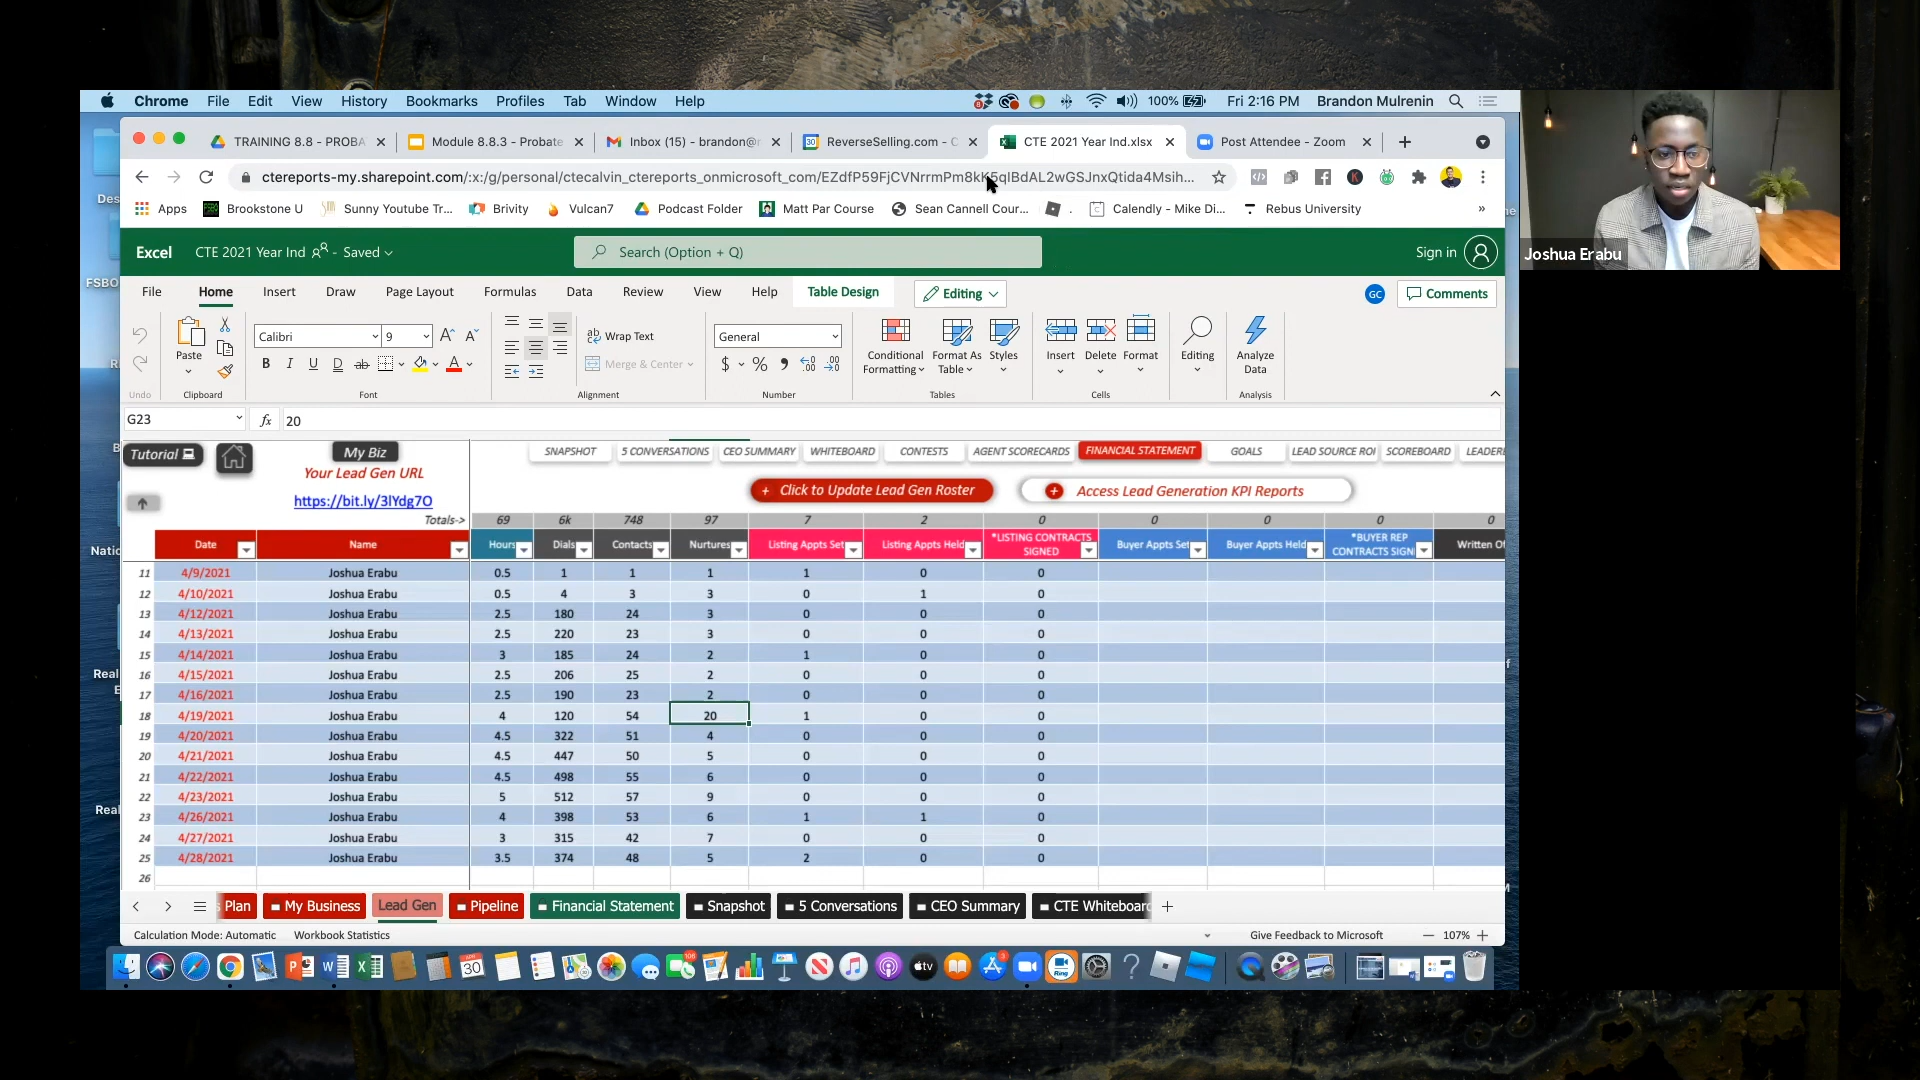 Chrome File Edit View History Bookmarks Profiles Tab Window Help 100% Fri 2:16 PM Brandon Mulrenin
TRAINING 8.8 - PROBA Module 8.8.3 - Probate Inbox (15) - brandon@r ReverseSelling.com - C CTE 2021 Year Ind.xlsx Post Attendee - Zoom
ctereports-my.sharepoint.com/:x:/g/personal/ctecalvin_ctereports_onmicrosoft_com/
Apps Brookstone U Sunny Youtube Tr... Brivity Vulcan7 Podcast Folder Matt Par Course Sean Cannell Cour... . Calendly - Mike Di... Rebus University »
Excel CTE 2021 Year Ind - Saved Search (Option + Q) Sign in
Joshua Erabu
File Home Insert Draw Page Layout Formulas Data Review View Help Table Design Editing GC Comments
Paste Calibri 9 Wrap Text General
B I U D ab A Merge & Center $ % Conditional Formatting Format As Table Styles Insert Delete Format Editing Analyze Data
Undo Clipboard Font Alignment Number Tables Cells Analysis
G23 fx 20
Tutorial My Biz SNAPSHOT 5 CONVERSATIONS CEO SUMMARY WHITEBOARD CONTESTS AGENT SCORECARDS FINANCIAL STATEMENT GOALS LEAD SOURCE ROI SCOREBOARD LEADER
Your Lead Gen URL
https://bit.ly/3lYdg7O + Click to Update Lead Gen Roster + Access Lead Generation KPI Reports
Totals-> 69 6k 748 97 7 2 0 0 0 0 0
Date Name Hours Dials Contacts Nurtures Listing Appts Set Listing Appts Held *LISTING CONTRACTS SIGNED Buyer Appts Set Buyer Appts Held *BUYER REP CONTRACTS SIGN Written Of
11 4/9/2021 Joshua Erabu 0.5 1 1 1 1 0 0
12 4/10/2021 Joshua Erabu 0.5 4 3 3 0 1 0
13 4/12/2021 Joshua Erabu 2.5 180 24 3 0 0 0
14 4/13/2021 Joshua Erabu 2.5 220 23 3 0 0 0
15 4/14/2021 Joshua Erabu 3 185 24 2 1 0 0
16 4/15/2021 Joshua Erabu 2.5 206 25 2 0 0 0
17 4/16/2021 Joshua Erabu 2.5 190 23 2 0 0 0
18 4/19/2021 Joshua Erabu 4 120 54 20 1 0 0
19 4/20/2021 Joshua Erabu 4.5 322 51 4 0 0 0
20 4/21/2021 Joshua Erabu 4.5 447 50 5 0 0 0
21 4/22/2021 Joshua Erabu 4.5 498 55 6 0 0 0
22 4/23/2021 Joshua Erabu 5 512 57 9 0 0 0
23 4/26/2021 Joshua Erabu 4 398 53 6 1 1 0
24 4/27/2021 Joshua Erabu 3 315 42 7 0 0 0
25 4/28/2021 Joshua Erabu 3.5 374 48 5 2 0 0
26
Plan My Business Lead Gen Pipeline Financial Statement Snapshot 5 Conversations CEO Summary CTE Whiteboard
Calculation Mode: Automatic Workbook Statistics Give Feedback to Microsoft 107%